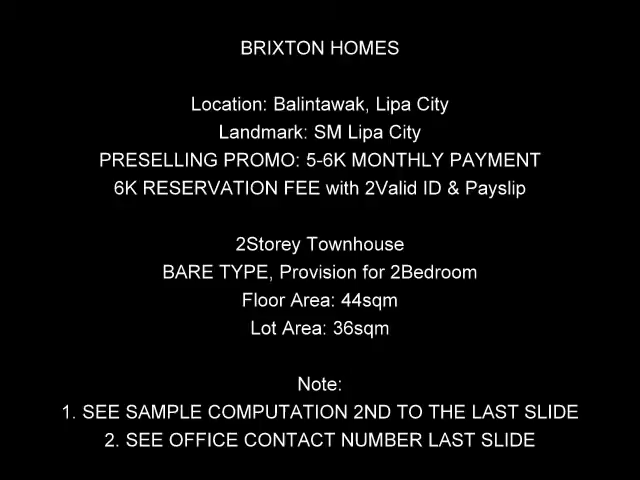 BRIXTON HOMES
Location: Balintawak, Lipa City
Landmark: SM Lipa City
PRESELLING PROMO: 5-6K MONTHLY PAYMENT
6K RESERVATION FEE with 2Valid ID & Payslip
2Storey Townhouse
BARE TYPE, Provision for 2Bedroom
Floor Area: 44sqm
Lot Area: 36sqm
Note:
1. SEE SAMPLE COMPUTATION 2ND TO THE LAST SLIDE
2. SEE OFFICE CONTACT NUMBER LAST SLIDE